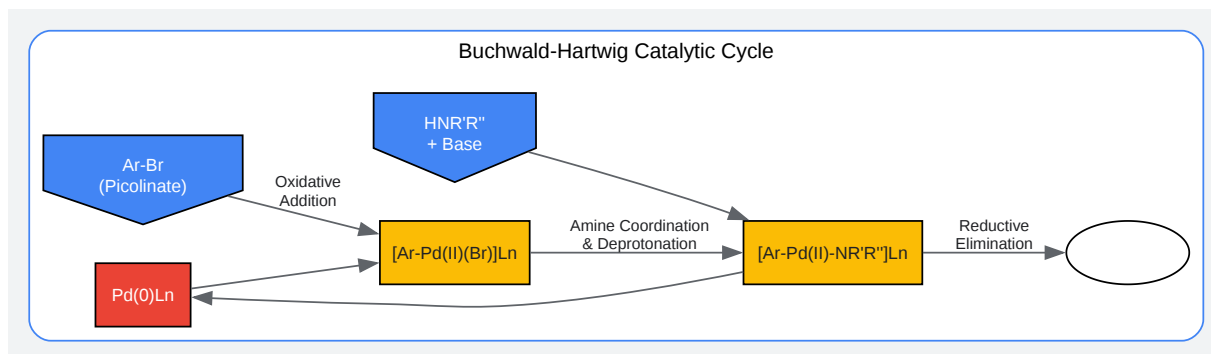 Buchwald-Hartwig Catalytic Cycle
HNR'R"
+ Base
Ar-Br
(Picolinate)
Oxidative
Addition
[Ar-Pd(II)(Br)]Ln
Amine Coordination
& Deprotonation
[Ar-Pd(II)-NR'R"]Ln
Reductive
Elimination
Pd(0)Ln